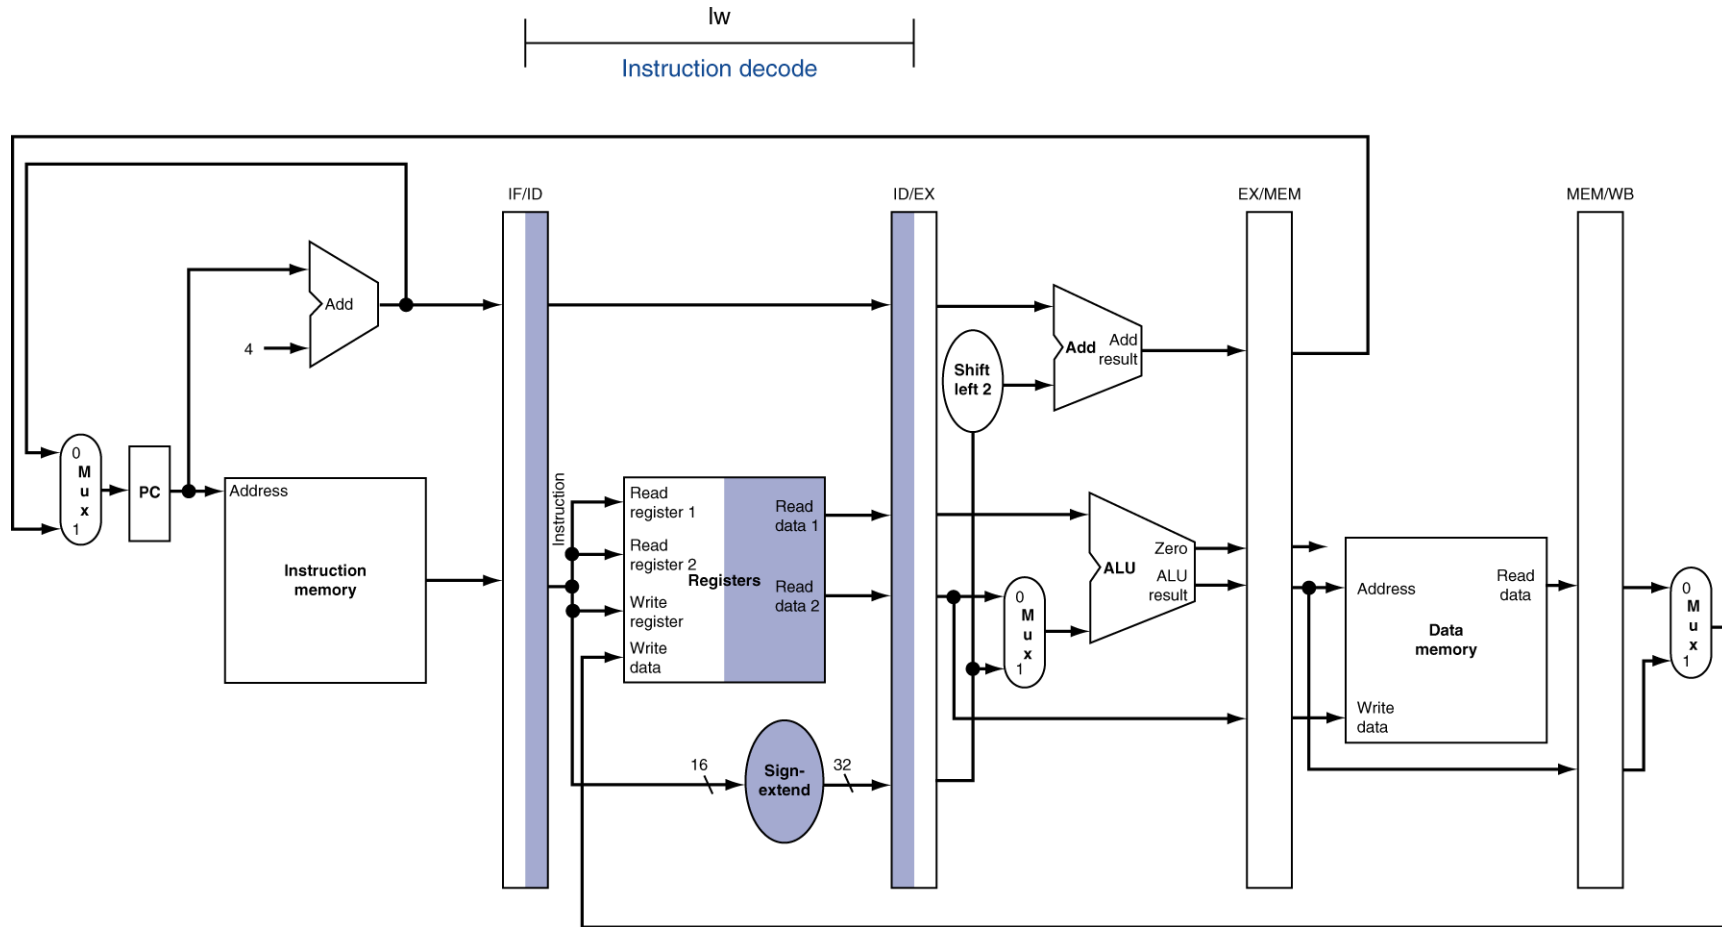 lw
Instruction decode
IF/ID
ID/EX
EX/MEM
MEM/WB
Add
4
Add
Add
result
Shift
left 2
0
M
u
x
1
PC
Address
Instruction
memory
Instruction
Read
register 1
Read
register 2
Write
register
Write
data
Registers
Read
data 1
Read
data 2
16
Sign-
extend
32
0
M
u
x
1
ALU
Zero
ALU
result
Address
Read
data
Data
memory
Write
data
0
M
u
x
1